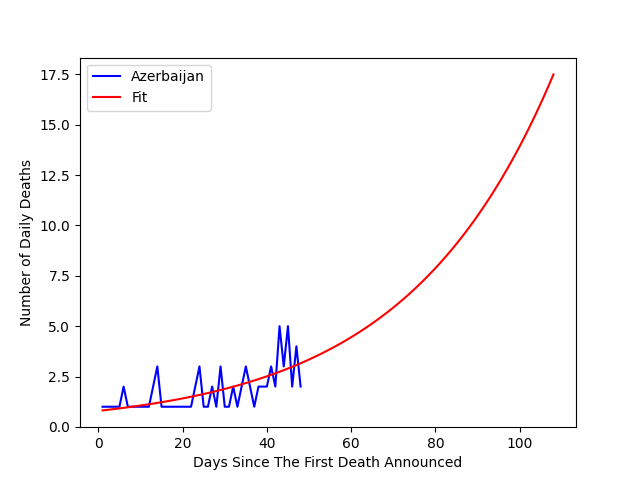 Azerbaijan
Fit
Number of Daily Deaths
17.5
15.0
12.5
10.0
7.5
5.0
2.5
0.0
0 20 40 60 80 100
Days Since The First Death Announced